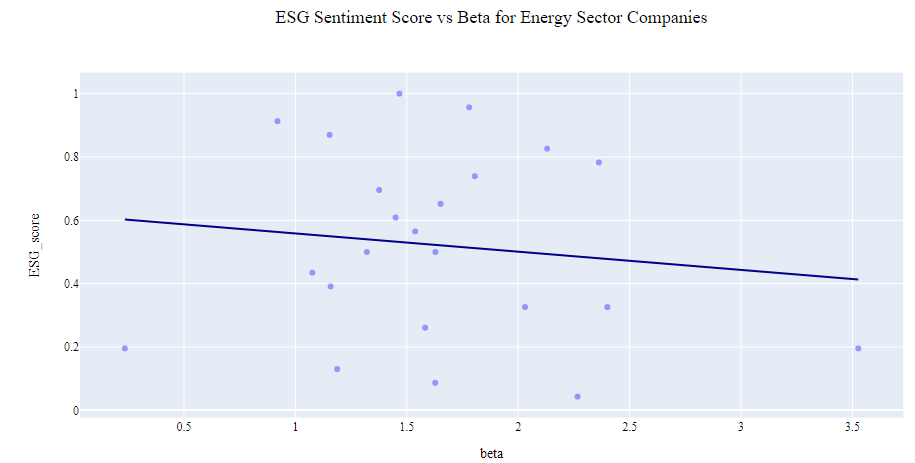 ESG Sentiment Score vs Beta for Energy Sector Companies
1
0.8
0.6
0.4
0.2
0
ESG_score
0.5 1 1.5 2 2.5 3 3.5
beta